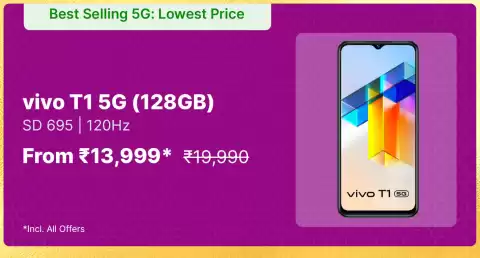 Best Selling 5G: Lowest Price
vivo T1 5G (128GB)
SD 695 | 120Hz
From ₹13,999* ₹19,990
*Incl. All Offers
vivo T1 5G